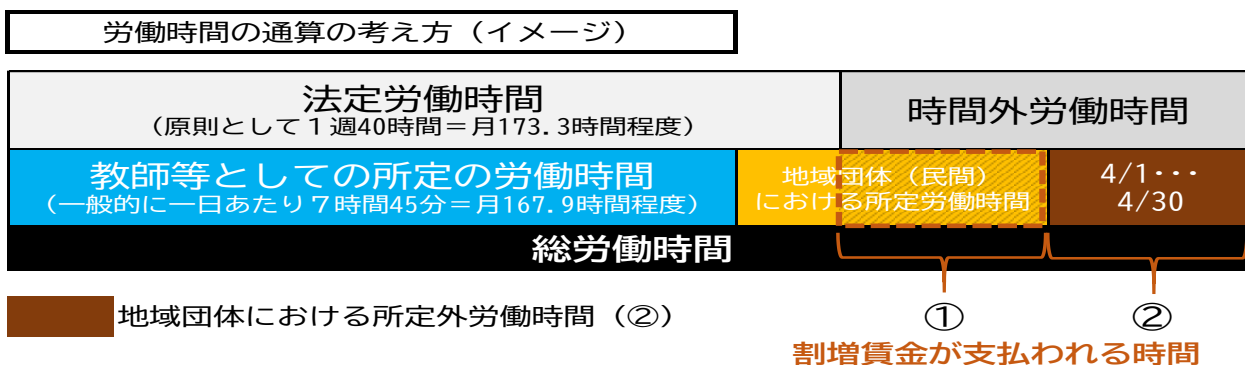 労働時間の通算の考え方（イメージ）
法定労働時間
（原則として１週40時間＝月173.3時間程度）
時間外労働時間
教師等としての所定の労働時間
（一般的に一日あたり７時間45分＝月167.9時間程度）
地域団体（民間）
における所定労働時間
4/1・・・
4/30
総労働時間
地域団体における所定外労働時間（②）
①
②
割増賃金が支払われる時間